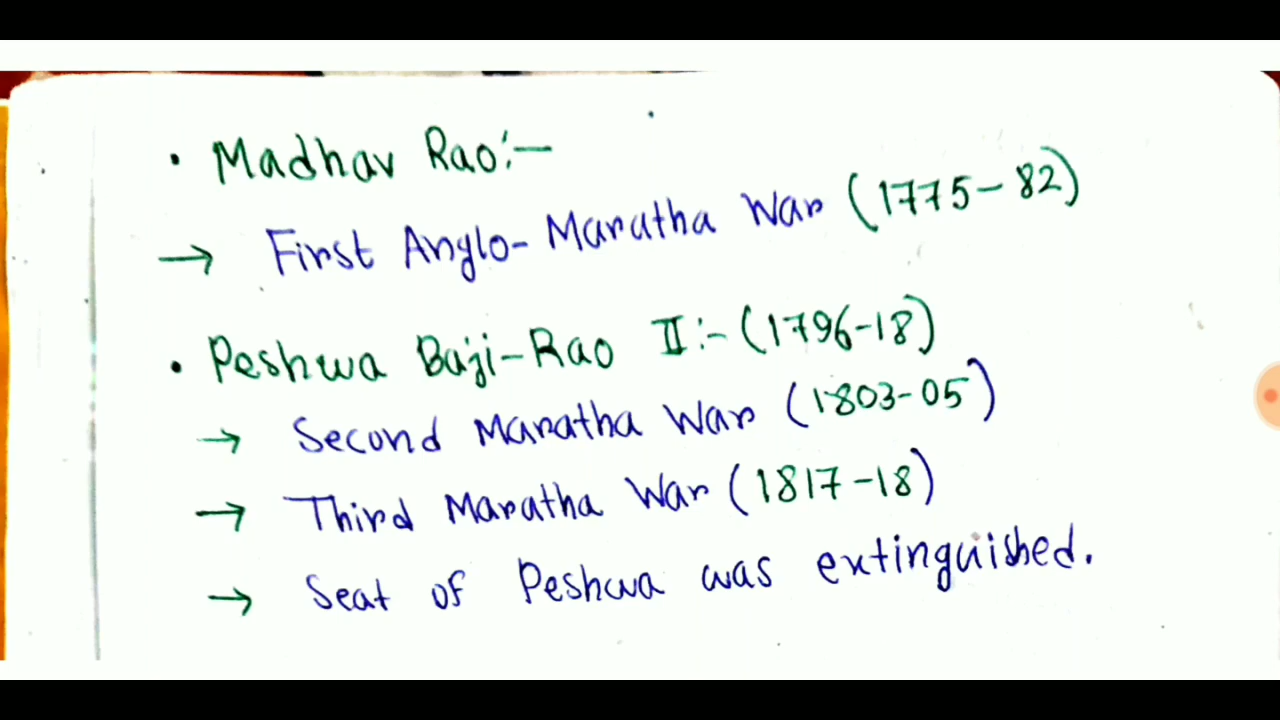 • Madhav Rao:-
→ First Anglo-Maratha War (1775-82)
• Peshwa Baji-Rao II:- (1796-18)
→ Second Maratha War (1803-05)
→ Third Maratha War (1817-18)
→ Seat of Peshwa was extinguished.